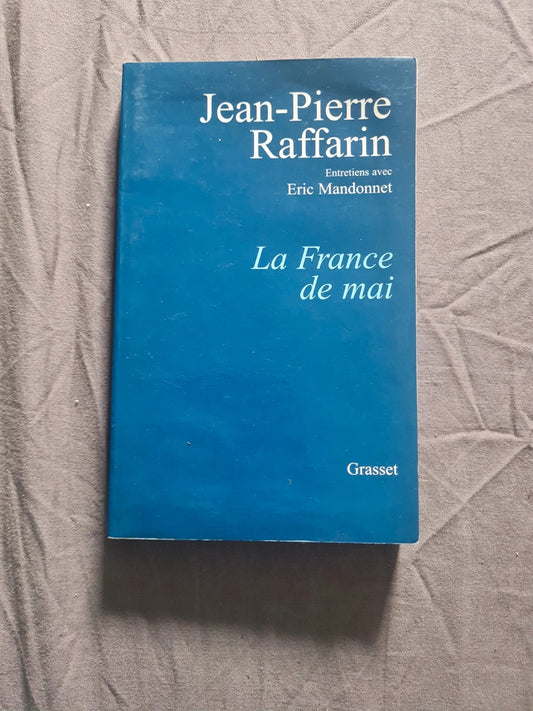 Jean-Pierre
Raffarin
Entretiens avec
Eric Mandonnet
La France
de mai
Grasset